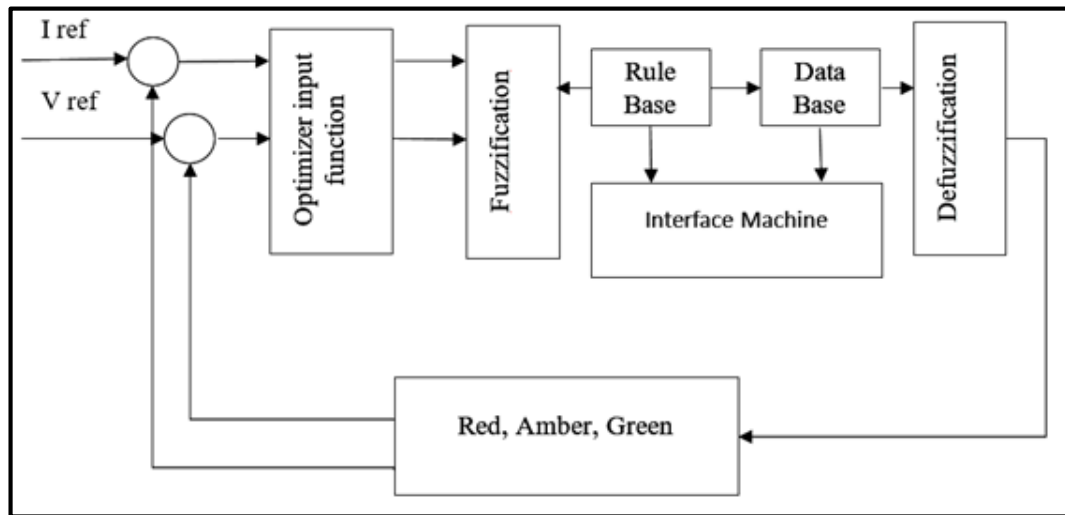 I ref
V ref
Optimizer input
function
Fuzzification
Rule
Base
Data
Base
Interface Machine
Defuzzification
Red, Amber, Green